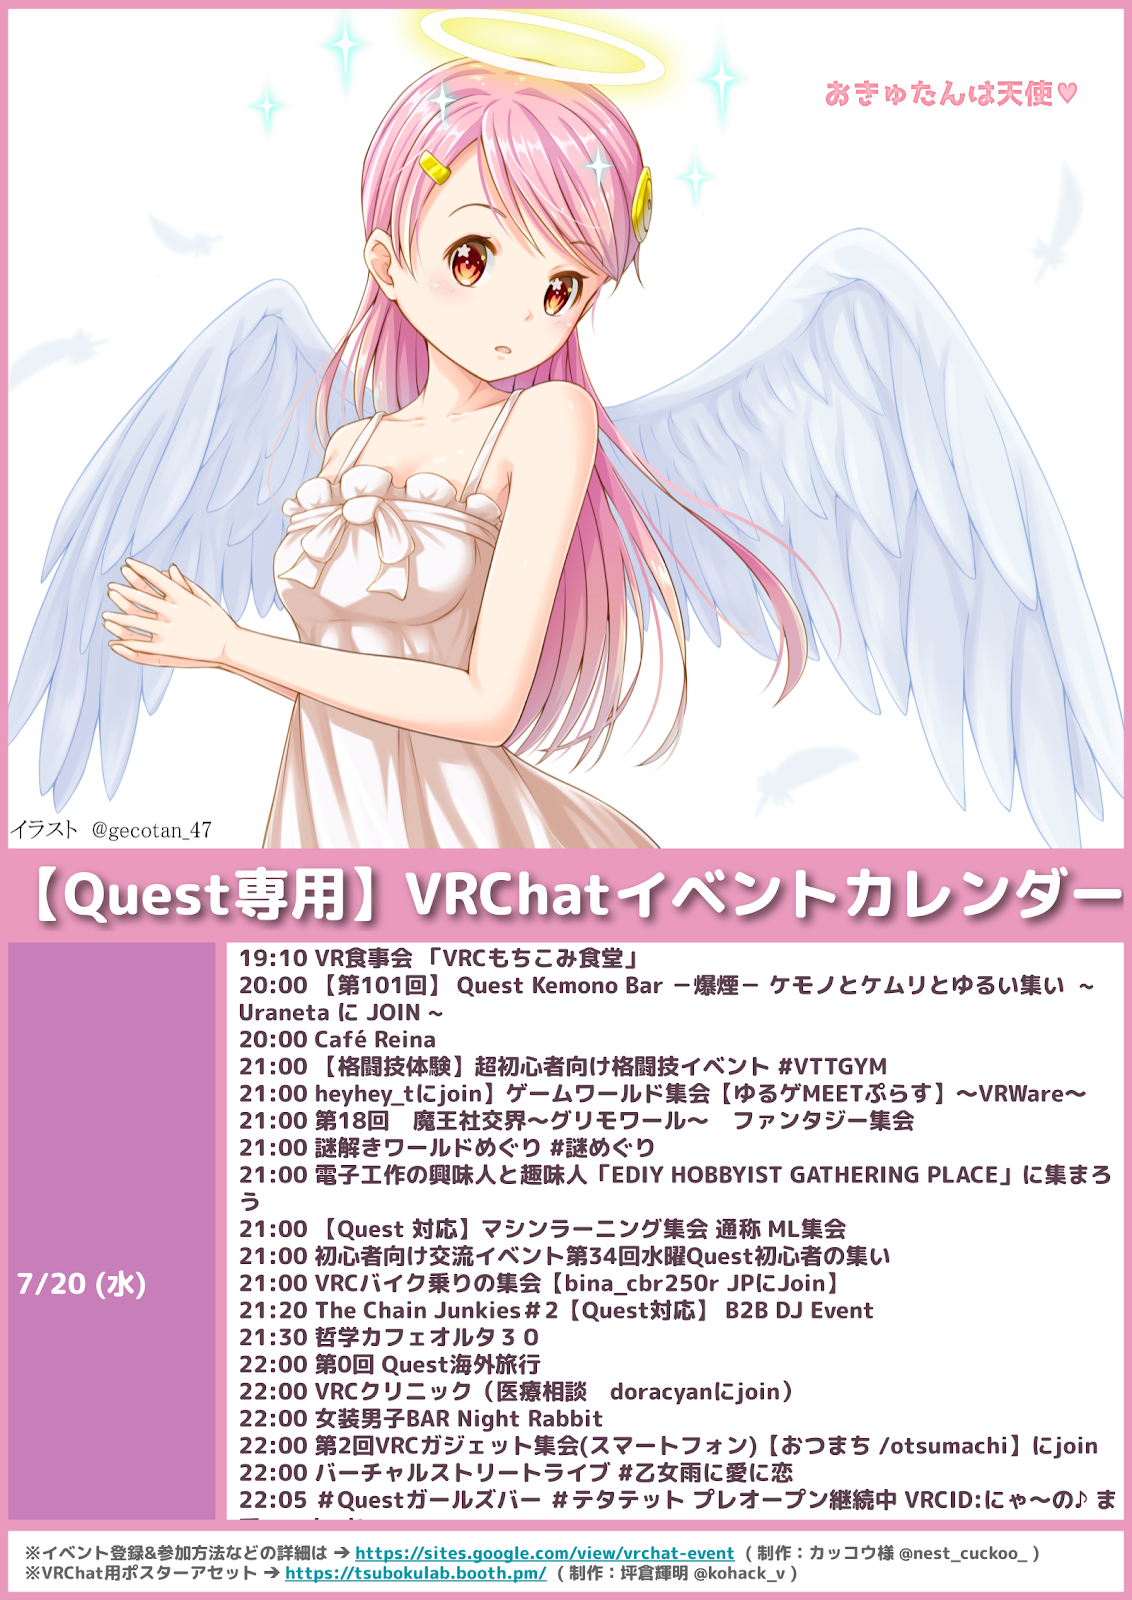 おきゅたんは天使♥
イラスト @gecotan_47
【Quest専用】VRChatイベントカレンダー
7/20 (水)
19:10 VR食事会 「VRCもちこみ食堂」
20:00 【第101回】 Quest Kemono Bar －爆煙－ ケモノとケムリとゆるい集い ～
Uraneta に JOIN ~
20:00 Café Reina
21:00 【格闘技体験】超初心者向け格闘技イベント #VTTGYM
21:00 heyhey_tにjoin】ゲームワールド集会【ゆるゲMEETぷらす】～VRWare～
21:00 第18回　魔王社交界～グリモワール～　ファンタジー集会
21:00 謎解きワールドめぐり #謎めぐり
21:00 電子工作の興味人と趣味人「EDIY HOBBYIST GATHERING PLACE」に集まろ
う
21:00 【Quest 対応】マシンラーニング集会 通称 ML集会
21:00 初心者向け交流イベント第34回水曜Quest初心者の集い
21:00 VRCバイク乗りの集会【bina_cbr250r JPにJoin】
21:20 The Chain Junkies＃2【Quest対応】 B2B DJ Event
21:30 哲学カフェオルタ３０
22:00 第0回 Quest海外旅行
22:00 VRCクリニック（医療相談　doracyanにjoin）
22:00 女装男子BAR Night Rabbit
22:00 第2回VRCガジェット集会(スマートフォン)【おつまち /otsumachi】にjoin
22:00 バーチャルストリートライブ #乙女雨に愛に恋
22:05 ＃Questガールズバー ＃テタテット プレオープン継続中 VRCID:にゃ～の♪ ま
※イベント登録&参加方法などの詳細は ➔ https://sites.google.com/view/vrchat-event ( 制作：カッコウ様 @nest_cuckoo_ )
※VRChat用ポスターアセット ➔ https://tsubokulab.booth.pm/ ( 制作：坪倉輝明 @kohack_v )